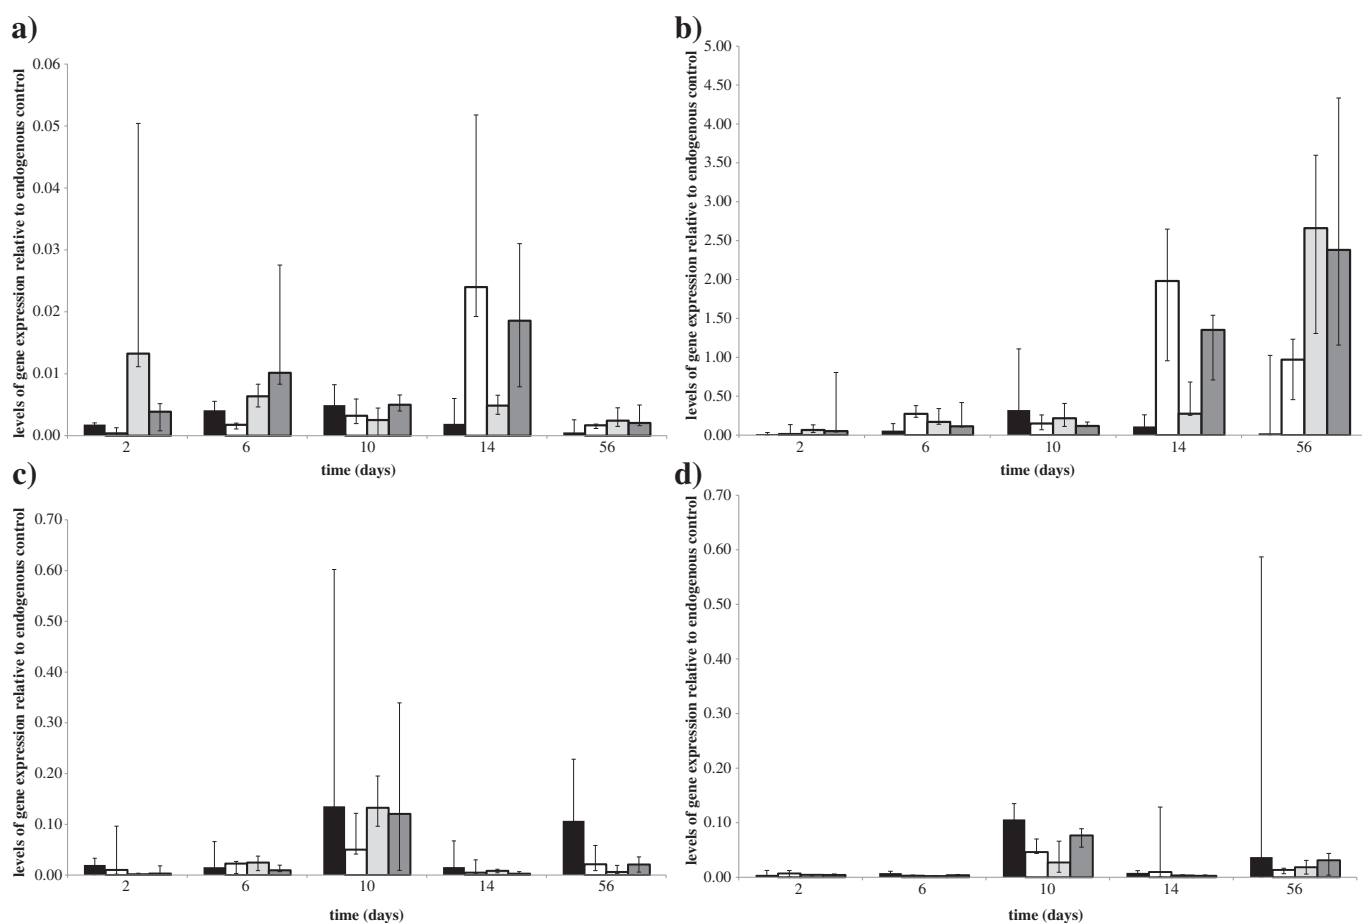 a)
levels of gene expression relative to endogenous control
0.06
0.05
0.04
0.03
0.02
0.01
0.00
2 6 10 14 56
time (days)
b)
levels of gene expression relative to endogenous control
5.00
4.50
4.00
3.50
3.00
2.50
2.00
1.50
1.00
0.50
0.00
2 6 10 14 56
time (days)
c)
levels of gene expression relative to endogenous control
0.70
0.60
0.50
0.40
0.30
0.20
0.10
0.00
2 6 10 14 56
time (days)
d)
levels of gene expression relative to endogenous control
0.70
0.60
0.50
0.40
0.30
0.20
0.10
0.00
2 6 10 14 56
time (days)